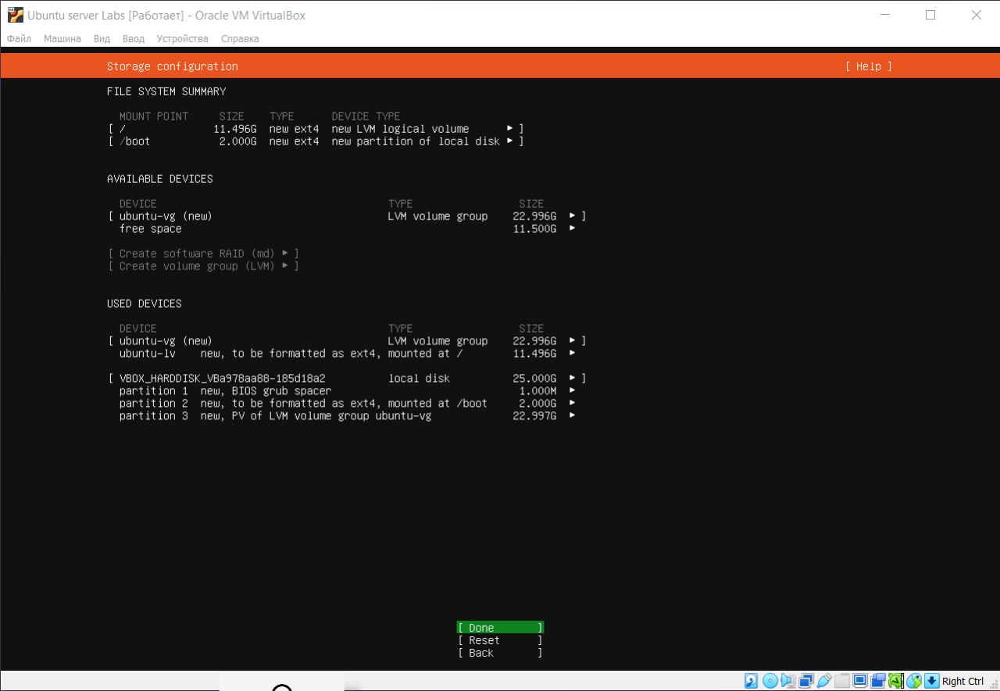 Ubuntu server Labs [Работает] - Oracle VM VirtualBox
Файл Машина Вид Ввод Устройства Справка
Storage configuration [ Help ]
FILE SYSTEM SUMMARY
MOUNT POINT SIZE TYPE DEVICE TYPE
[ / 11.496G new ext4 new LVM logical volume ▸ ]
[ /boot 2.000G new ext4 new partition of local disk ▸ ]
AVAILABLE DEVICES
DEVICE TYPE SIZE
[ ubuntu-vg (new) LVM volume group 22.996G ▸ ]
free space 11.500G ▸
[ Create software RAID (md) ▸ ]
[ Create volume group (LVM) ▸ ]
USED DEVICES
DEVICE TYPE SIZE
[ ubuntu-vg (new) LVM volume group 22.996G ▸ ]
ubuntu-lv new, to be formatted as ext4, mounted at / 11.496G ▸
[ VBOX_HARDDISK_VBa978aa88-185d18a2 local disk 25.000G ▸ ]
partition 1 new, BIOS grub spacer 1.000M ▸
partition 2 new, to be formatted as ext4, mounted at /boot 2.000G ▸
partition 3 new, PV of LVM volume group ubuntu-vg 22.997G ▸
[ Done ]
[ Reset ]
[ Back ]
Right Ctrl